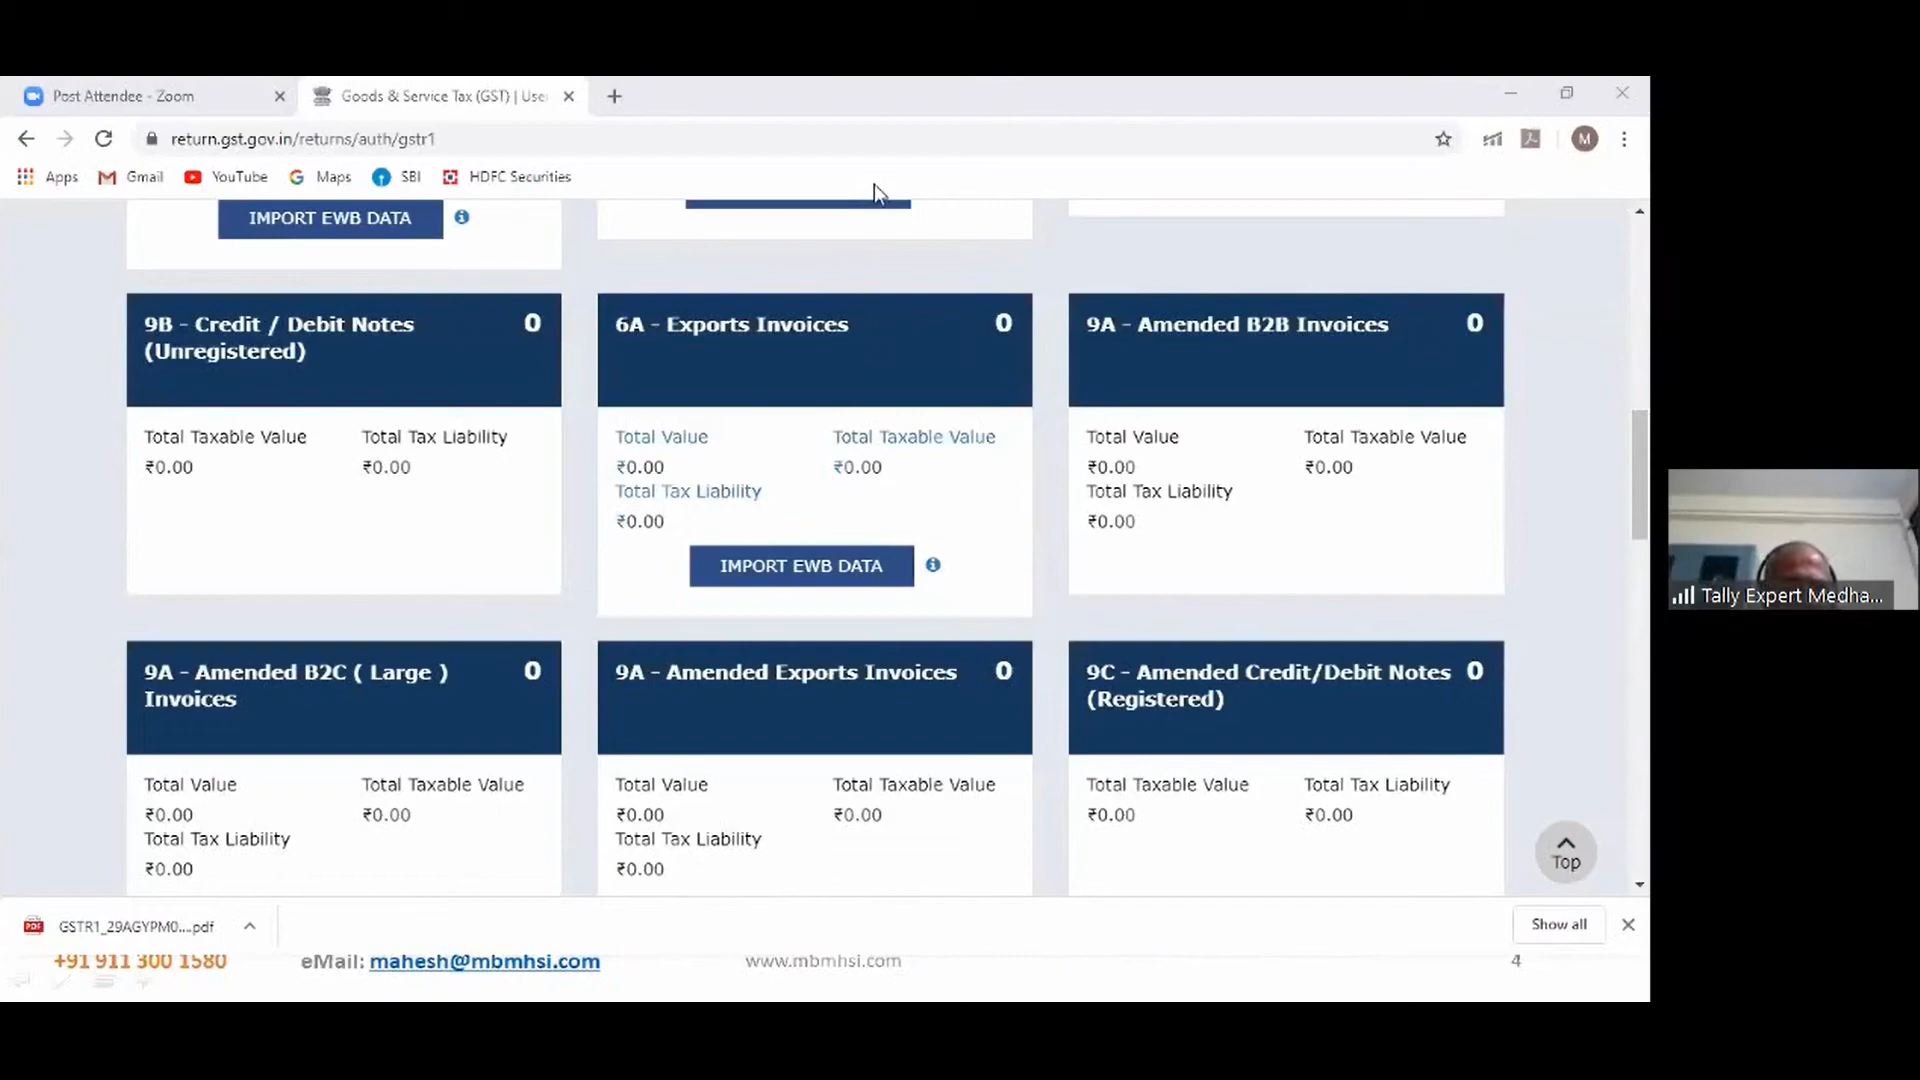 Post Attendee - Zoom
Goods & Service Tax (GST) | Use
return.gst.gov.in/returns/auth/gstr1
M
Apps
Gmail
YouTube
Maps
SBI
HDFC Securities
IMPORT EWB DATA
9B - Credit / Debit Notes (Unregistered)
0
6A - Exports Invoices
0
9A - Amended B2B Invoices
0
Total Taxable Value
Total Tax Liability
₹0.00
₹0.00
Total Value
Total Taxable Value
₹0.00
₹0.00
Total Tax Liability
₹0.00
IMPORT EWB DATA
Total Value
Total Taxable Value
₹0.00
₹0.00
Total Tax Liability
₹0.00
9A - Amended B2C ( Large ) Invoices
0
9A - Amended Exports Invoices
0
9C - Amended Credit/Debit Notes (Registered)
0
Total Value
Total Taxable Value
₹0.00
₹0.00
Total Tax Liability
₹0.00
Total Value
Total Taxable Value
₹0.00
₹0.00
Total Tax Liability
₹0.00
Total Taxable Value
Total Tax Liability
₹0.00
₹0.00
Top
GSTR1_29AGYPM0....pdf
Show all
+91 911 300 1580
eMail: mahesh@mbmhsi.com
www.mbmhsi.com
4
Tally Expert Medha...